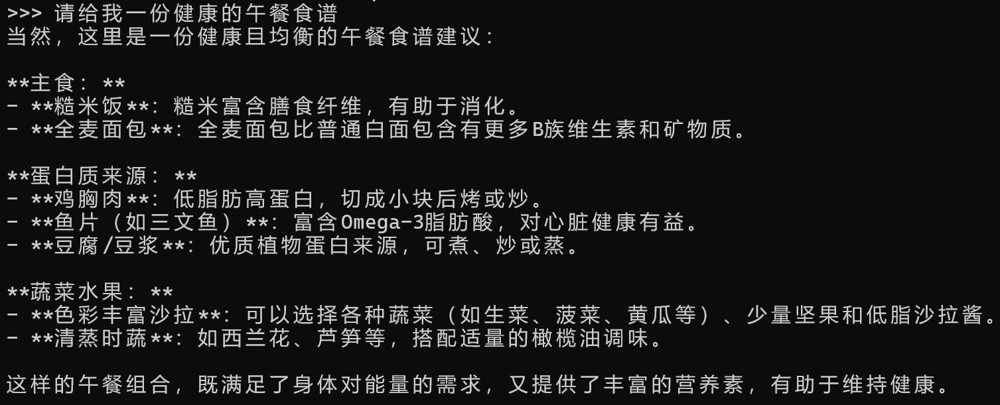 >>> 请给我一份健康的午餐食谱
当然，这里是一份健康且均衡的午餐食谱建议：
**主食：**
- **糙米饭**：糙米富含膳食纤维，有助于消化。
- **全麦面包**：全麦面包比普通白面包含有更多B族维生素和矿物质。
**蛋白质来源：**
- **鸡胸肉**：低脂肪高蛋白，切成小块后烤或炒。
- **鱼片（如三文鱼）**：富含Omega-3脂肪酸，对心脏健康有益。
- **豆腐/豆浆**：优质植物蛋白来源，可煮、炒或蒸。
**蔬菜水果：**
- **色彩丰富沙拉**：可以选择各种蔬菜（如生菜、菠菜、黄瓜等）、少量坚果和低脂沙拉酱。
- **清蒸时蔬**：如西兰花、芦笋等，搭配适量的橄榄油调味。
这样的午餐组合，既满足了身体对能量的需求，又提供了丰富的营养素，有助于维持健康。